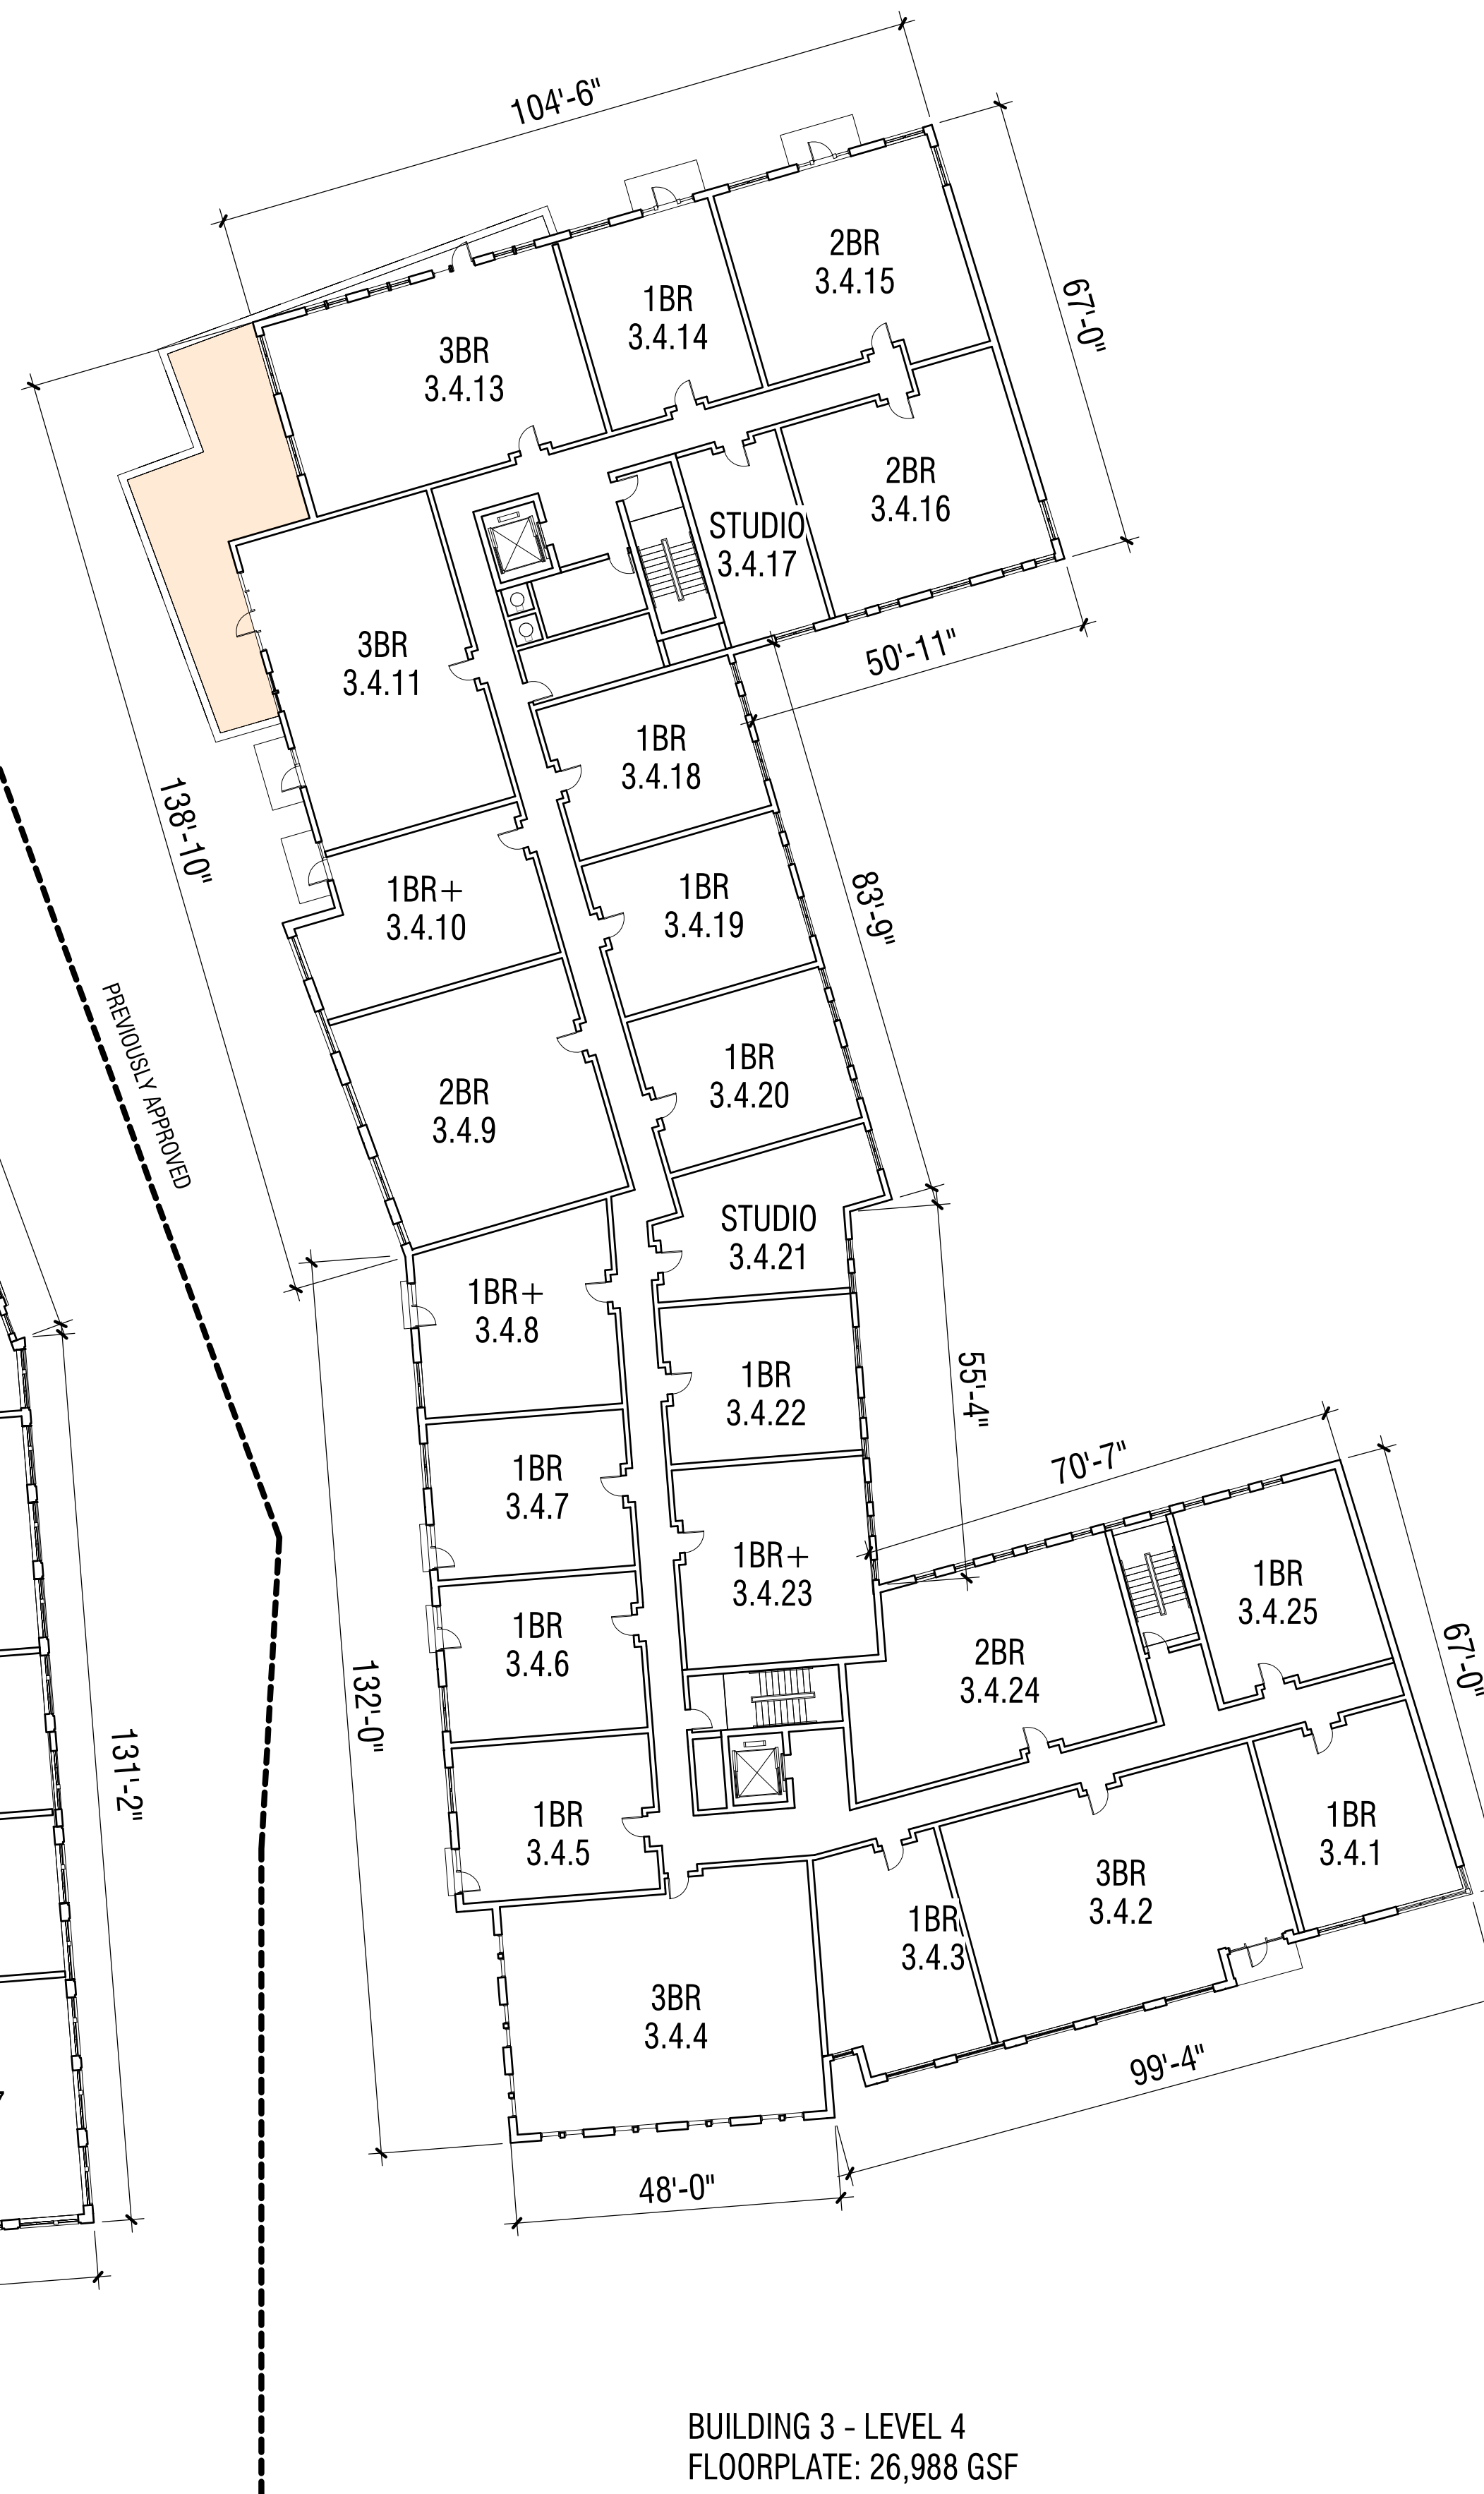 104'-6"
67'-0"
2BR
3.4.15
1BR
3.4.14
3BR
3.4.13
2BR
3.4.16
STUDIO
3.4.17
50'-11"
3BR
3.4.11
1BR
3.4.18
138'-10"
83'-9"
1BR+
3.4.10
1BR
3.4.19
PREVIOUSLY APPROVED
2BR
3.4.9
1BR
3.4.20
STUDIO
3.4.21
1BR+
3.4.8
1BR
3.4.22
55'-4"
70'-7"
1BR
3.4.7
1BR+
3.4.23
1BR
3.4.25
1BR
3.4.6
2BR
3.4.24
67'-0"
132'-0"
131'-2"
1BR
3.4.5
1BR
3.4.1
3BR
3.4.2
1BR
3.4.3
3BR
3.4.4
99'-4"
48'-0"
BUILDING 3 - LEVEL 4
FLOORPLATE: 26,988 GSF